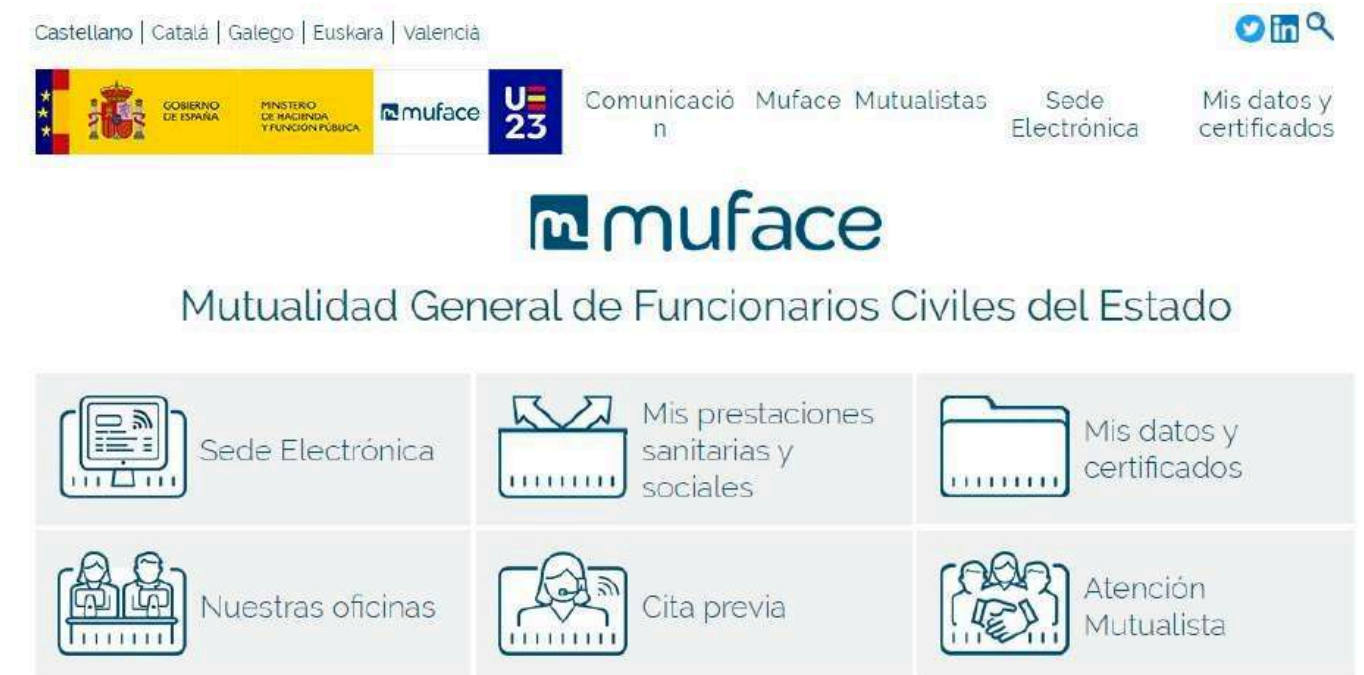 Castellano | Català | Galego | Euskara | Valencià
GOBIERNO
DE ESPAÑA
MINISTERIO
DE HACIENDA
Y FUNCIÓN PÚBLICA
muface
UE
23
Comunicació
n
Muface
Mutualistas
Sede
Electrónica
Mis datos y
certificados
muface
Mutualidad General de Funcionarios Civiles del Estado
Sede Electrónica
Mis prestaciones
sanitarias y
sociales
Mis datos y
certificados
Nuestras oficinas
Cita previa
Atención
Mutualista